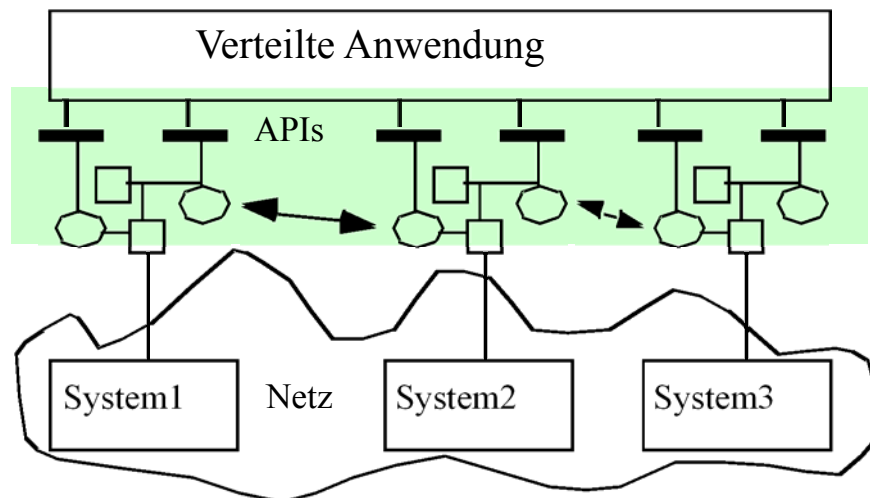 Verteilte Anwendung
APIs
System1
Netz
System2
System3